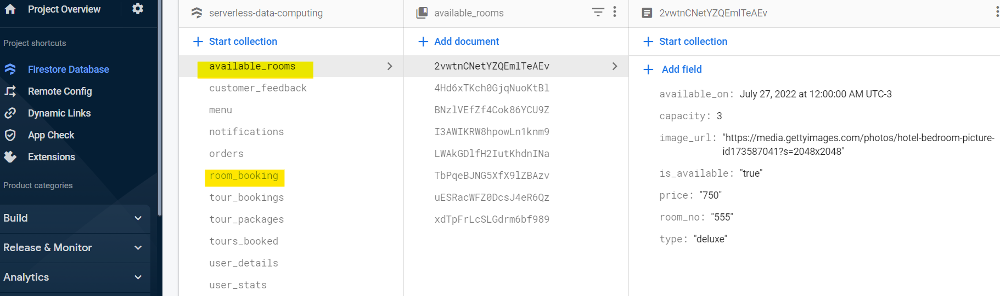 Project Overview
Project shortcuts
Firestore Database
Remote Config
Dynamic Links
App Check
Extensions
Product categories
Build
Release & Monitor
Analytics
serverless-data-computing
Start collection
available_rooms
customer_feedback
menu
notifications
orders
room_booking
tour_bookings
tour_packages
tours_booked
user_details
user_stats
available_rooms
Add document
2vwtnCNetYZQEmlTeAEv
4Hd6xTKch0GjqNuoKtBl
BNzlVEfZf4Cok86YCU9Z
I3AWIKRW8hpowLn1knm9
LWAkGDlfH2IutKhdnINa
TbPqeBJNG5XfX9lZBAzv
uESRacWFZ0DcsJ4eR6Qz
xdTpFrLcSLGdrm6bf989
2vwtnCNetYZQEmlTeAEv
Start collection
Add field
available_on: July 27, 2022 at 12:00:00 AM UTC-3
capacity: 3
image_url: "https://media.gettyimages.com/photos/hotel-bedroom-picture-
id173587041?s=2048x2048"
is_available: "true"
price: "750"
room_no: "555"
type: "deluxe"